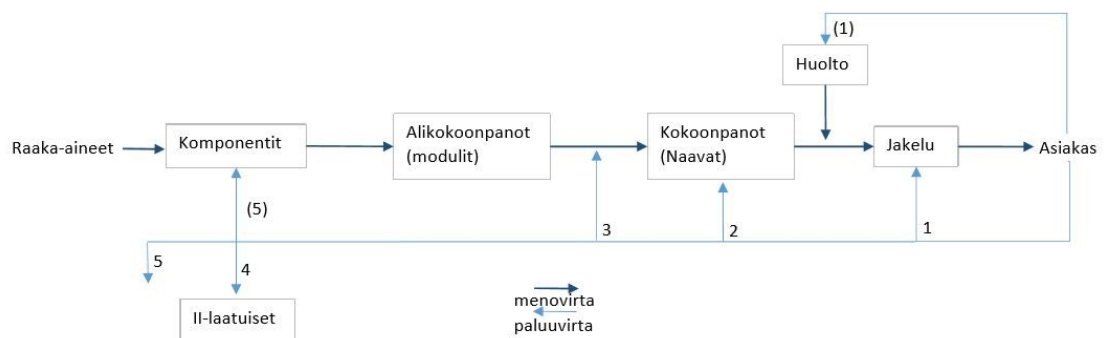 (1)
Huolto
Raaka-aineet
Komponentit
Alikokoonpanot
(modulit)
Kokoonpanot
(Naavat)
Jakelu
Asiakas
(5)
3
2
1
5
4
II-laatuiset
menovirta
paluuvirta